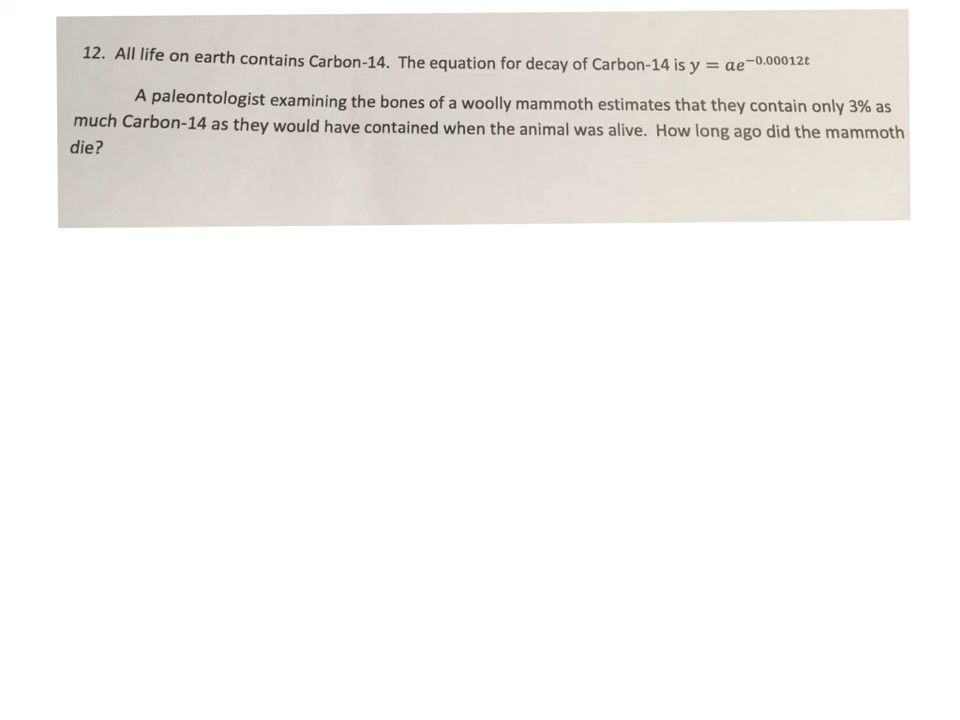 12. All life on earth contains Carbon-14. The equation for decay of Carbon-14 is y = ae^−0.00012t
A paleontologist examining the bones of a woolly mammoth estimates that they contain only 3% as
much Carbon-14 as they would have contained when the animal was alive. How long ago did the mammoth
die?